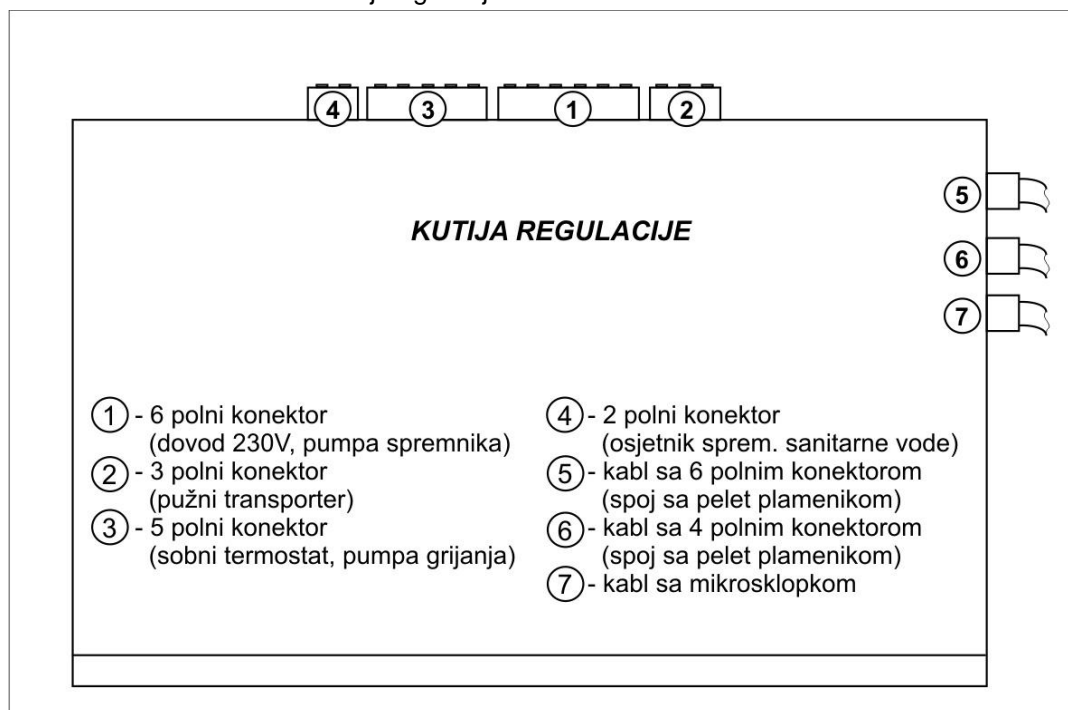 4 3 1 2
5
KUTIJA REGULACIJE
6
7
1 - 6 polni konektor
(dovod 230V, pumpa spremnika)
2 - 3 polni konektor
(pužni transporter)
3 - 5 polni konektor
(sobni termostat, pumpa grijanja)
4 - 2 polni konektor
(osjetnik sprem. sanitarne vode)
5 - kabl sa 6 polnim konektorom
(spoj sa pelet plamenikom)
6 - kabl sa 4 polnim konektorom
(spoj sa pelet plamenikom)
7 - kabl sa mikrosklopkom